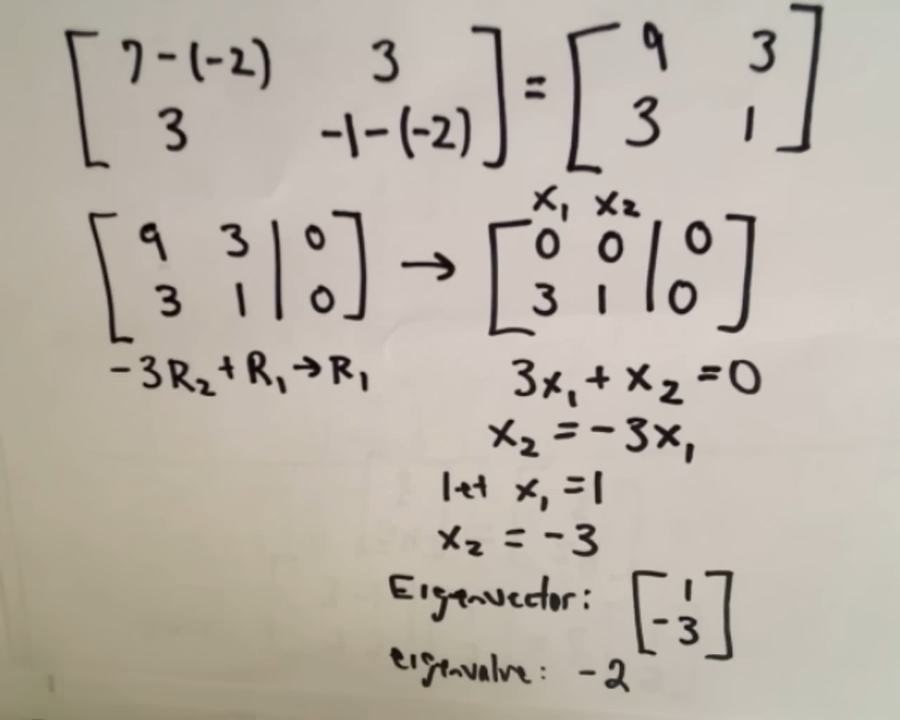 [ 7-(-2) 3 ] = [ 9 3 ]
[ 3 -1-(-2) ] [ 3 1 ]
x₁ x₂
[ 9 3 | 0 ] → [ 0 0 | 0 ]
[ 3 1 | 0 ] [ 3 1 | 0 ]
-3R₂+R₁→R₁ 3x₁+x₂=0
x₂=-3x₁
let x₁=1
x₂=-3
Eigenvector: [ 1 ]
[ -3 ]
eigenvalue: -2